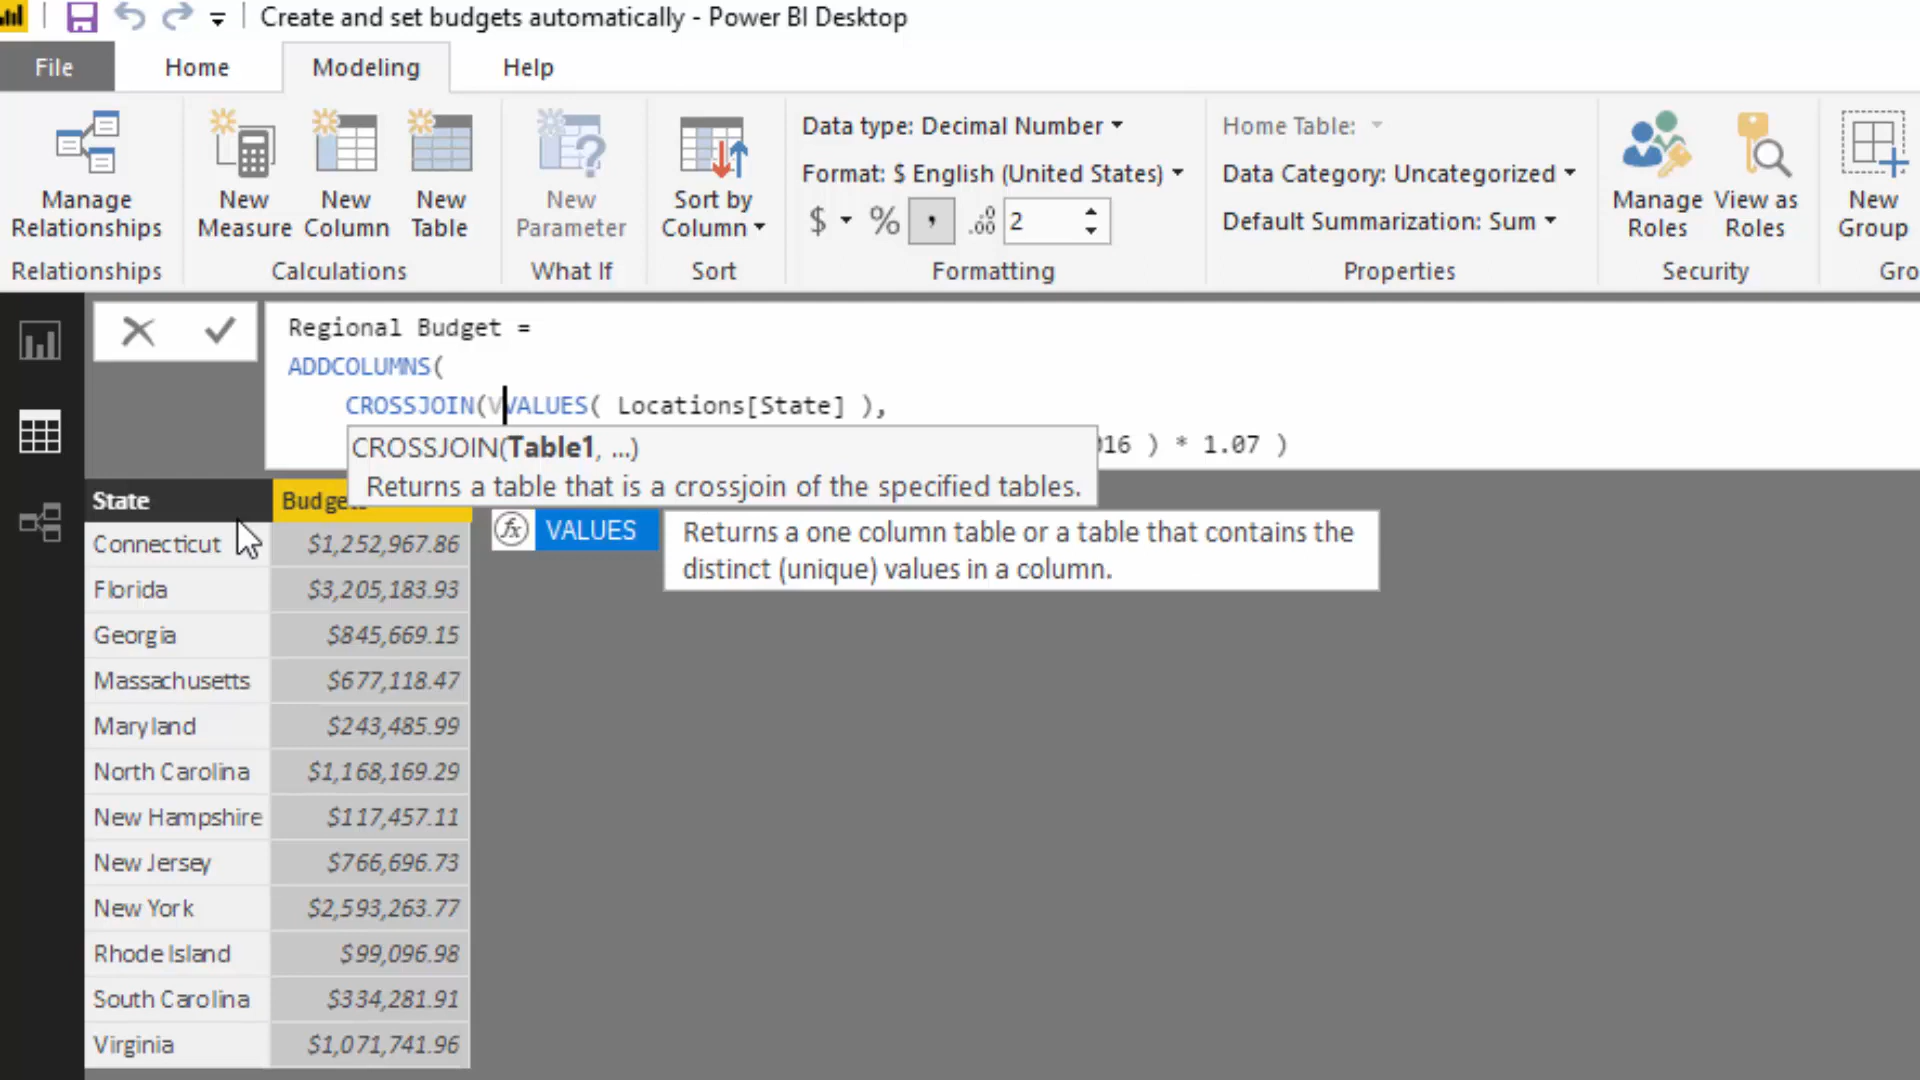 Create and set budgets automatically - Power BI Desktop
File
Home
Modeling
Help
Manage
Relationships
New
Measure
New
Column
New
Table
New
Parameter
Sort by
Column
Data type: Decimal Number
Format: $ English (United States)
$ % , .00 2
Home Table:
Data Category: Uncategorized
Default Summarization: Sum
Manage
Roles
View as
Roles
New
Group
Relationships
Calculations
What If
Sort
Formatting
Properties
Security
Gro
Regional Budget =
ADDCOLUMNS(
CROSSJOIN(VVALUES( Locations[State] ),
16 ) * 1.07 )
CROSSJOIN(Table1, ...)
Returns a table that is a crossjoin of the specified tables.
fx VALUES
Returns a one column table or a table that contains the
distinct (unique) values in a column.
State Budget
Connecticut $1,252,967.86
Florida $3,205,183.93
Georgia $845,669.15
Massachusetts $677,118.47
Maryland $243,485.99
North Carolina $1,168,169.29
New Hampshire $117,457.11
New Jersey $766,696.73
New York $2,593,263.77
Rhode Island $99,096.98
South Carolina $334,281.91
Virginia $1,071,741.96